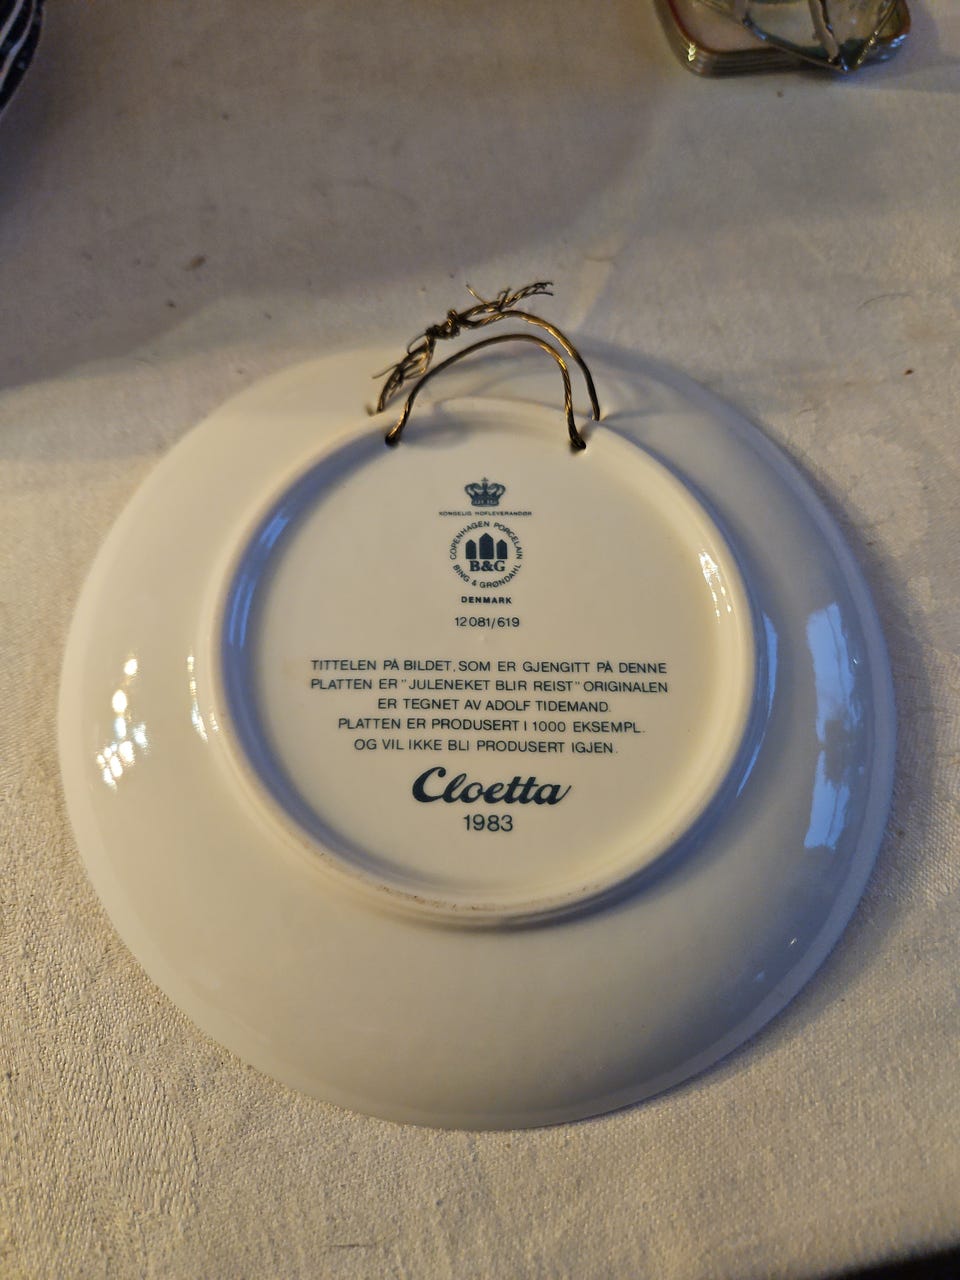 KONGELIG HOFLEVERANDØR
COPENHAGEN PORCELAIN
B&G
BING & GRØNDAHL
DENMARK
12081/619
TITTELEN PÅ BILDET, SOM ER GJENGITT PÅ DENNE
PLATTEN ER "JULENEKET BLIR REIST" ORIGINALEN
ER TEGNET AV ADOLF TIDEMAND.
PLATTEN ER PRODUSERT I 1000 EKSEMPL.
OG VIL IKKE BLI PRODUSERT IGJEN.
Cloetta
1983